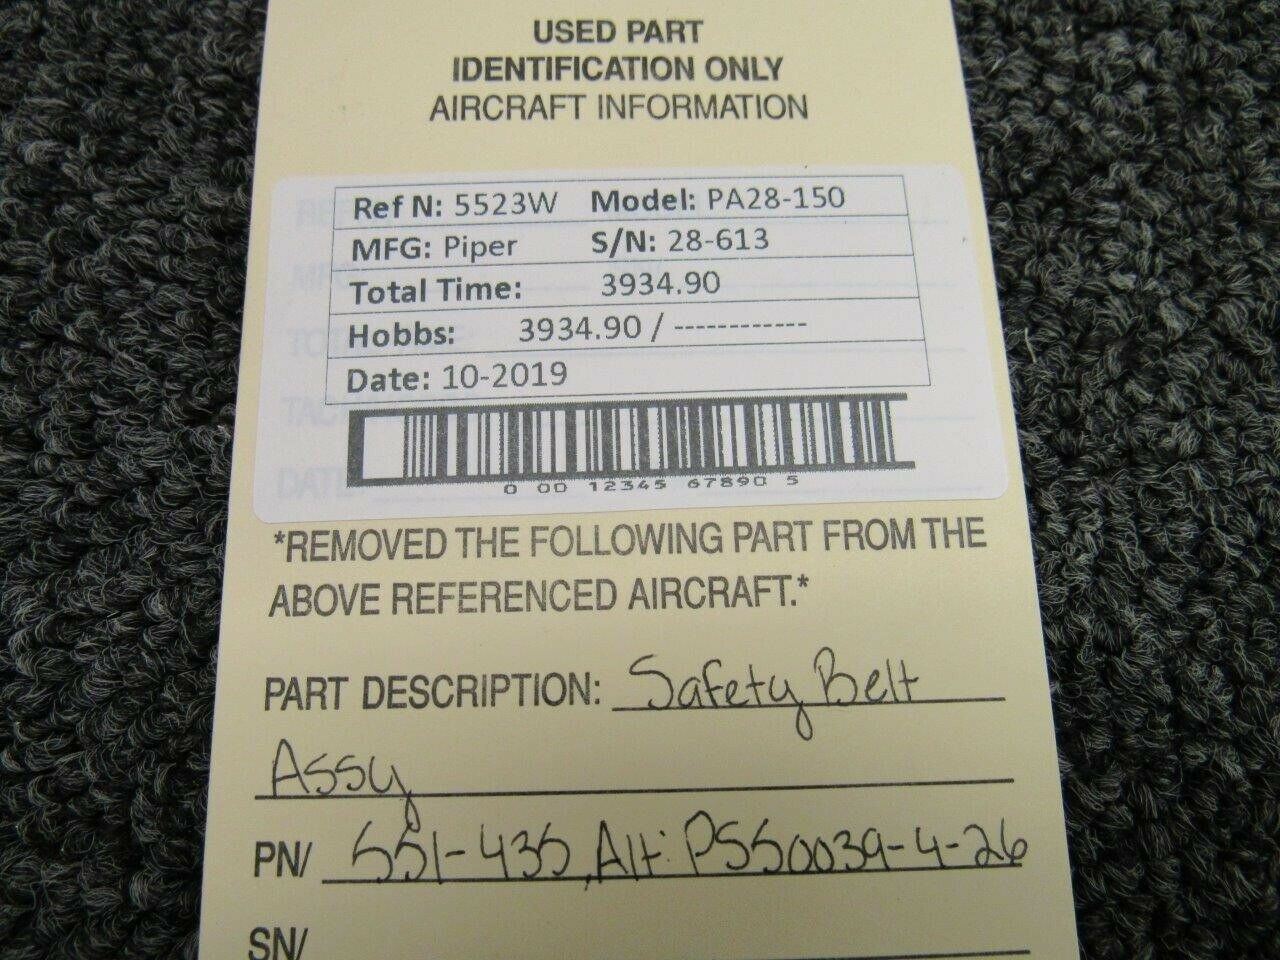 USED PART
IDENTIFICATION ONLY
AIRCRAFT INFORMATION
Ref N: 5523W Model: PA28-150
MFG: Piper S/N: 28-613
Total Time: 3934.90
Hobbs: 3934.90 / ------------
Date: 10-2019
0 00 12345 67890 5
DATE:
*REMOVED THE FOLLOWING PART FROM THE
ABOVE REFERENCED AIRCRAFT.*
PART DESCRIPTION: Safety Belt
Assy
PN/ 551-435, Alt: PS50039-4-26
SN/